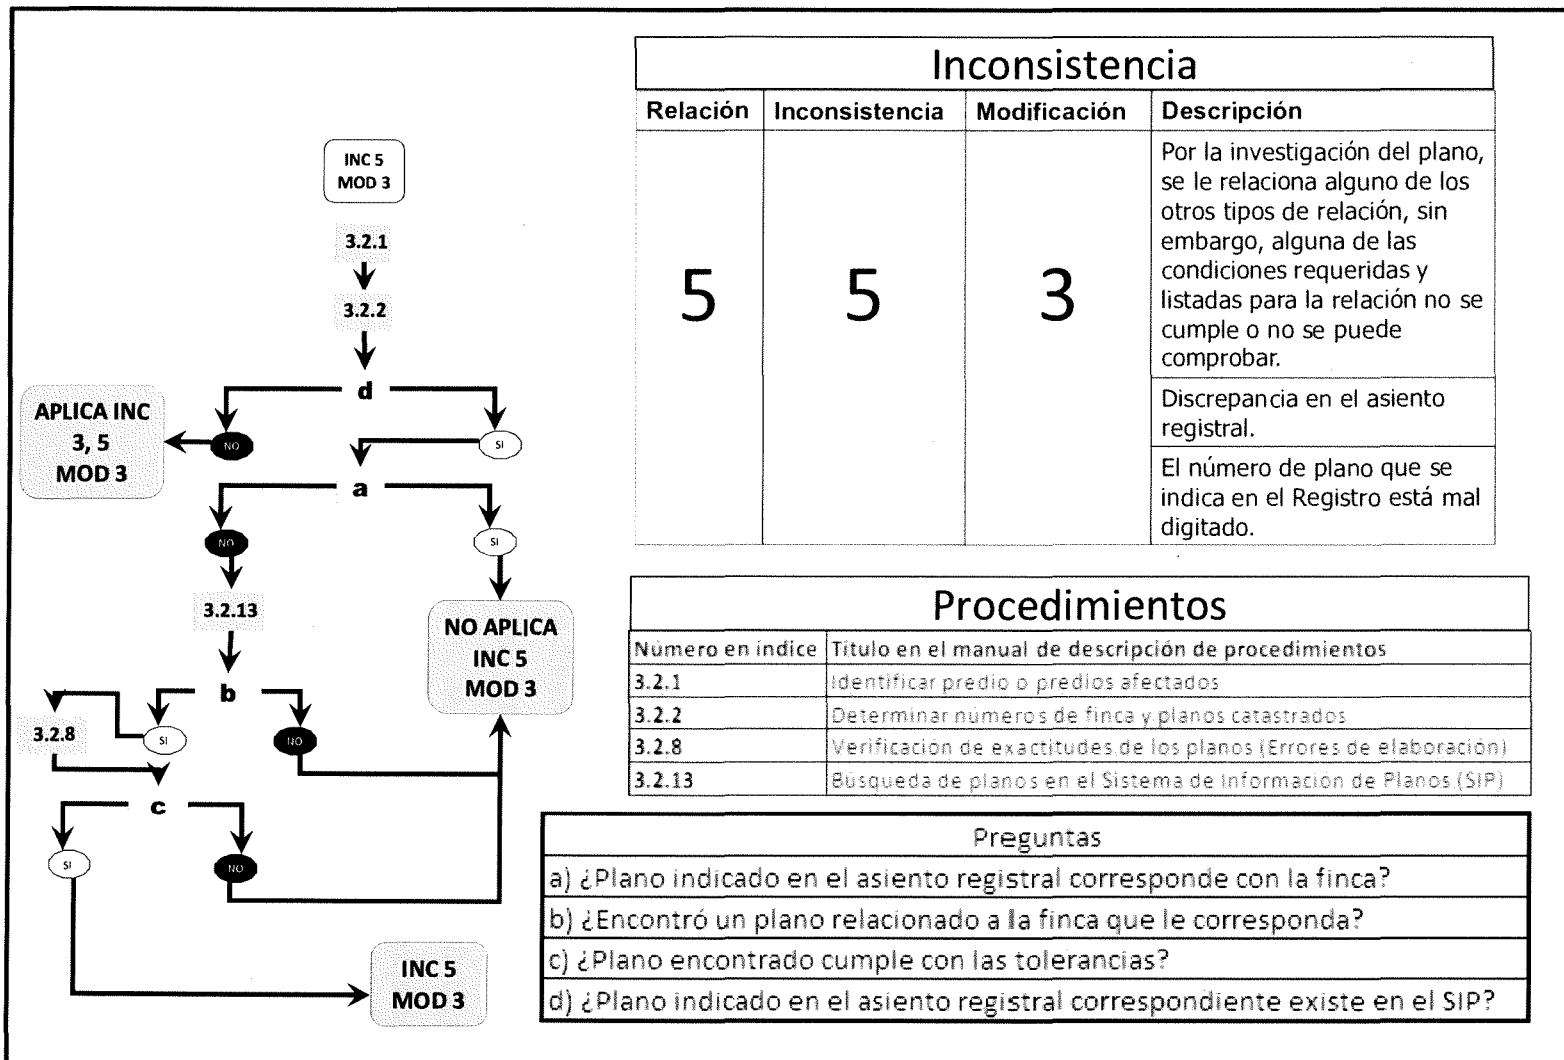 INC 5
MOD 3
3.2.1
3.2.2
d
NO
SI
APLICA INC
3, 5
MOD 3
a
NO
SI
3.2.13
NO APLICA
INC 5
MOD 3
b
SI
NO
3.2.8
c
SI
NO
INC 5
MOD 3
Inconsistencia
Relación Inconsistencia Modificación Descripción
5 5 3
Por la investigación del plano,
se le relaciona alguno de los
otros tipos de relación, sin
embargo, alguna de las
condiciones requeridas y
listadas para la relación no se
cumple o no se puede
comprobar.
Discrepancia en el asiento
registral.
El número de plano que se
indica en el Registro está mal
digitado.
Procedimientos
Número en índice Título en el manual de descripción de procedimientos
3.2.1 Identificar predio o predios afectados
3.2.2 Determinar números de finca y planos catastrados
3.2.8 Verificación de exactitudes de los planos (Errores de elaboración)
3.2.13 Búsqueda de planos en el Sistema de Información de Planos (SIP)
Preguntas
a) ¿Plano indicado en el asiento registral corresponde con la finca?
b) ¿Encontró un plano relacionado a la finca que le corresponda?
c) ¿Plano encontrado cumple con las tolerancias?
d) ¿Plano indicado en el asiento registral correspondiente existe en el SIP?